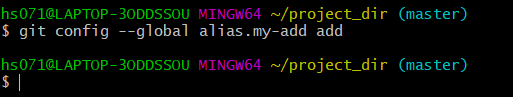 hs071@LAPTOP-3ODDSSOU MINGW64 ~/project_dir (master)
$ git config --global alias.my-add add
hs071@LAPTOP-3ODDSSOU MINGW64 ~/project_dir (master)
$